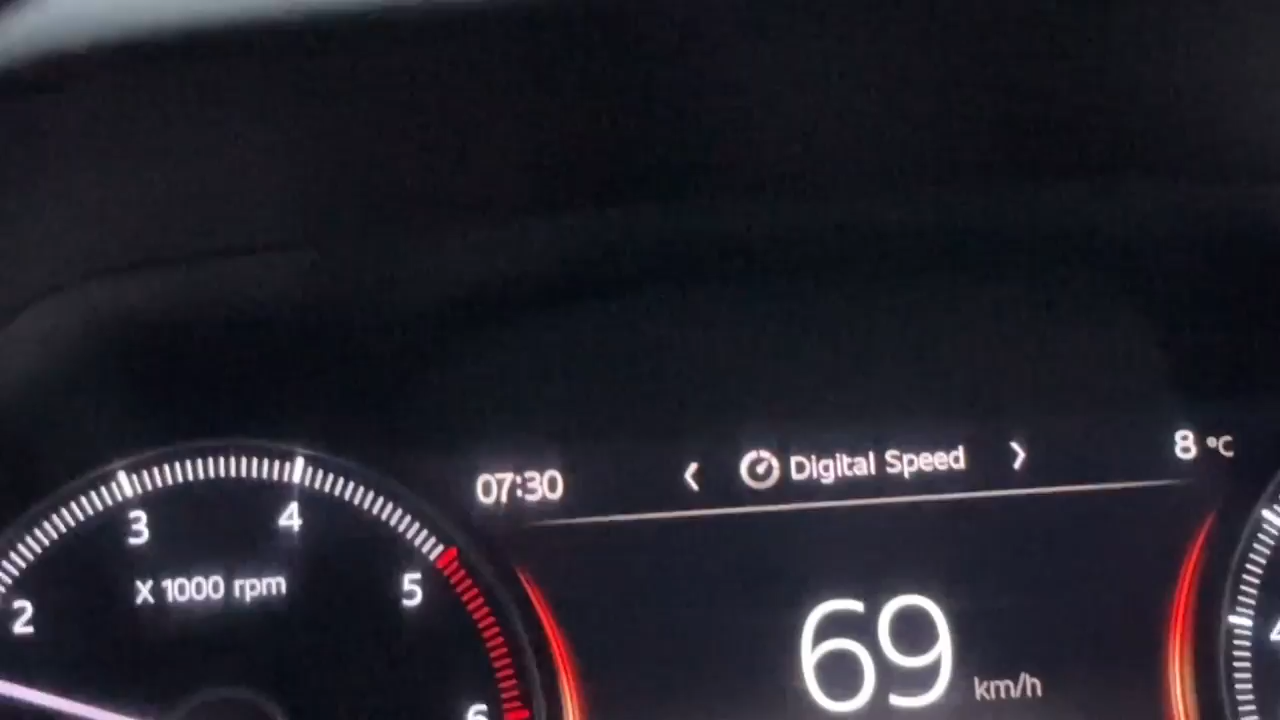 07:30
‹ Digital Speed ›
8 °C
3
4
X 1000 rpm
5
2
69 km/h
6